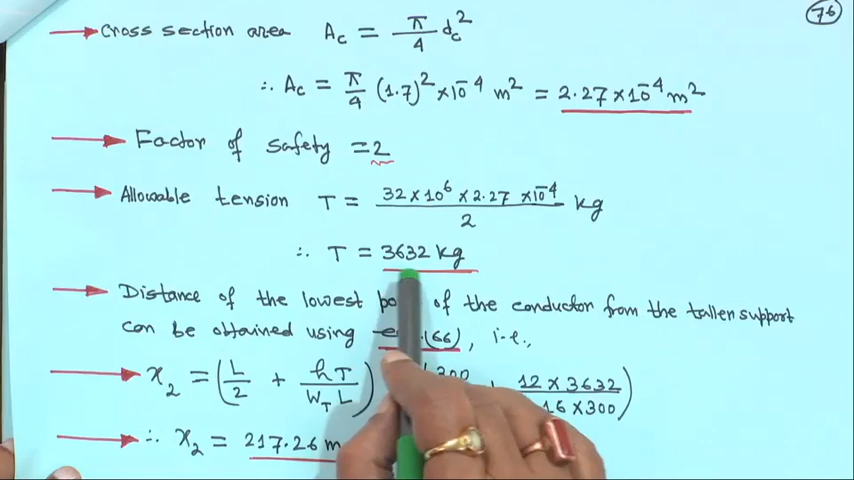 76
→ Cross section area A_c = π/4 d_c²
∴ A_c = π/4 (1.7)² × 10⁻⁴ m² = 2.27 × 10⁻⁴ m²
→ Factor of safety = 2
→ Allowable tension T = (32 × 10⁶ × 2.27 × 10⁻⁴)/2 kg
∴ T = 3632 kg
→ Distance of the lowest of the conductor from the taller support
can be obtained using (66), i.e.,
→ x₂ = (L/2 + hT/(W_T L)) 300 12 × 3632 / 16 × 300)
→ ∴ x₂ = 217.26 m